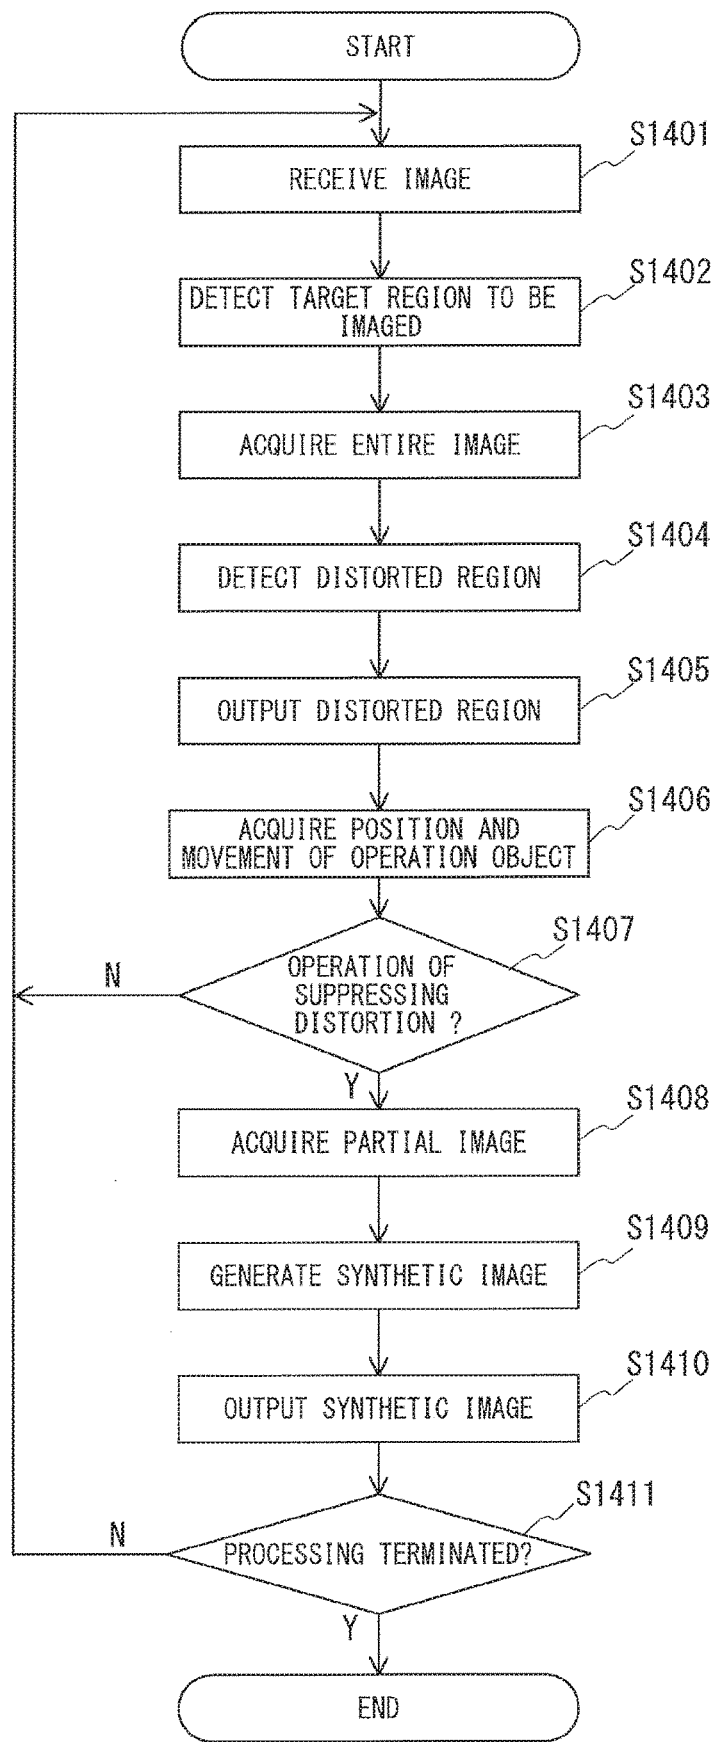 START
S1401
RECEIVE IMAGE
S1402
DETECT TARGET REGION TO BE
IMAGED
S1403
ACQUIRE ENTIRE IMAGE
S1404
DETECT DISTORTED REGION
S1405
OUTPUT DISTORTED REGION
S1406
ACQUIRE POSITION AND
MOVEMENT OF OPERATION OBJECT
S1407
N
OPERATION OF
SUPPRESSING
DISTORTION ?
Y
S1408
ACQUIRE PARTIAL IMAGE
S1409
GENERATE SYNTHETIC IMAGE
S1410
OUTPUT SYNTHETIC IMAGE
S1411
N
PROCESSING TERMINATED?
Y
END